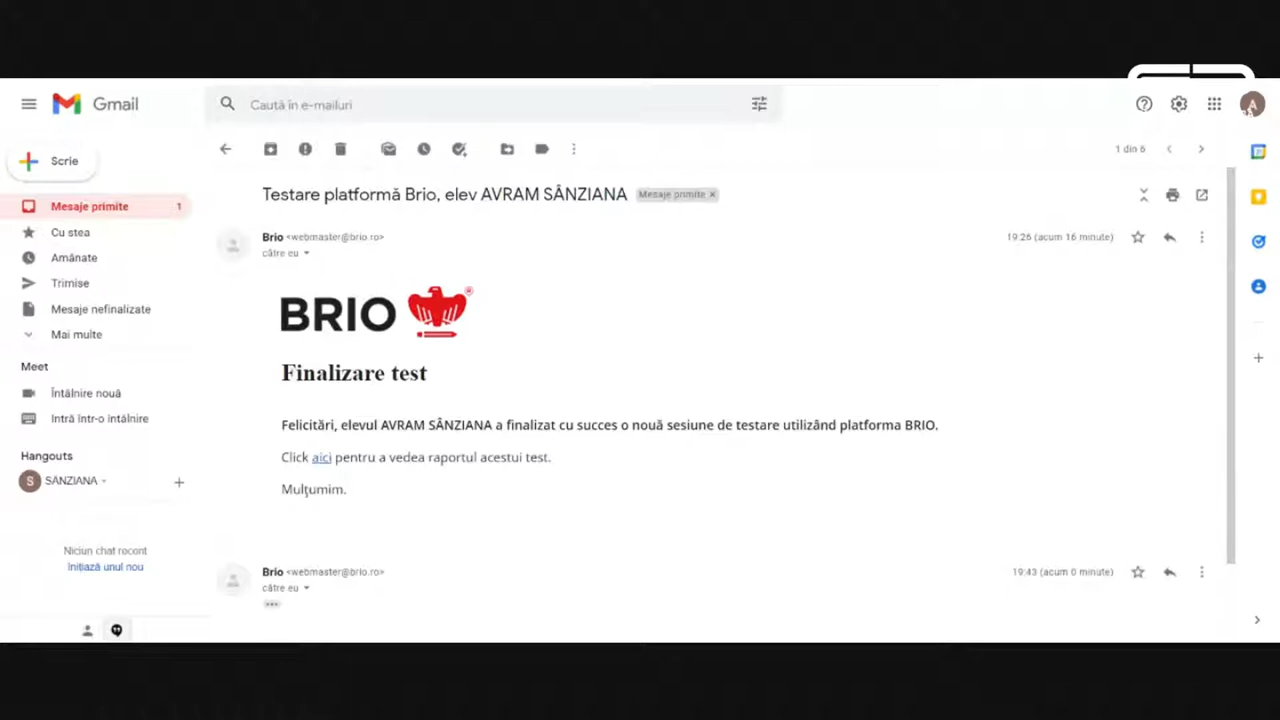 Gmail
Caută în e-mailuri
A
Scrie
1 din 6
Mesaje primite 1
Cu stea
Amânate
Trimise
Mesaje nefinalizate
Mai multe
Meet
Întâlnire nouă
Intră într-o întâlnire
Hangouts
S SÂNZIANA
Niciun chat recent
Inițiază unul nou
Testare platformă Brio, elev AVRAM SÂNZIANA Mesaje primite ×
Brio <webmaster@brio.ro> 19:26 (acum 16 minute)
către eu
BRIO ®
Finalizare test
Felicitări, elevul AVRAM SÂNZIANA a finalizat cu succes o nouă sesiune de testare utilizând platforma BRIO.
Click aici pentru a vedea raportul acestui test.
Mulţumim.
Brio <webmaster@brio.ro> 19:43 (acum 0 minute)
către eu